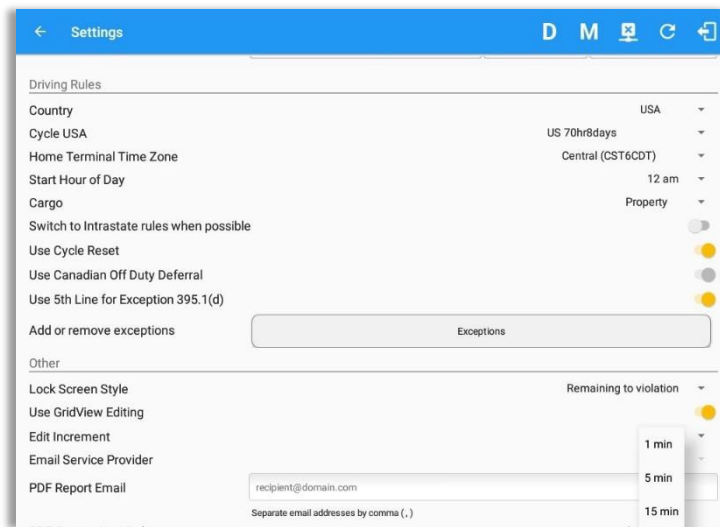 Settings
D M
Driving Rules
Country USA
Cycle USA US 70hr8days
Home Terminal Time Zone Central (CST6CDT)
Start Hour of Day 12 am
Cargo Property
Switch to Intrastate rules when possible
Use Cycle Reset
Use Canadian Off Duty Deferral
Use 5th Line for Exception 395.1(d)
Add or remove exceptions Exceptions
Other
Lock Screen Style Remaining to violation
Use GridView Editing
Edit Increment
1 min
Email Service Provider
5 min
PDF Report Email recipient@domain.com
Separate email addresses by comma (,)
15 min